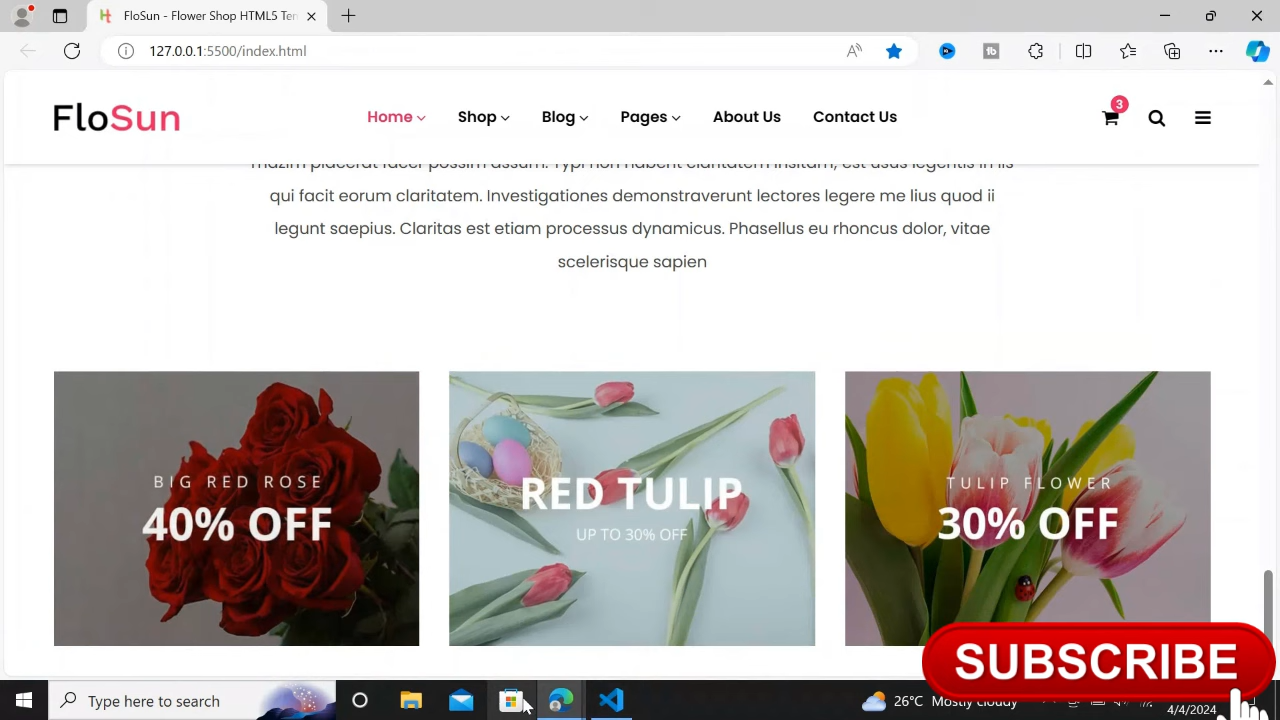 FloSun - Flower Shop HTML5 Ten
127.0.0.1:5500/index.html
FloSun
Home Shop Blog Pages About Us Contact Us
3
mazim placerat facer possim assum. Typi non habent claritatem insitam, est usus legentis in iis
qui facit eorum claritatem. Investigationes demonstraverunt lectores legere me lius quod ii
legunt saepius. Claritas est etiam processus dynamicus. Phasellus eu rhoncus dolor, vitae
scelerisque sapien
BIG RED ROSE
40% OFF
RED TULIP
UP TO 30% OFF
TULIP FLOWER
30% OFF
SUBSCRIBE
Type here to search
26°C Mostly cloudy
4/4/2024